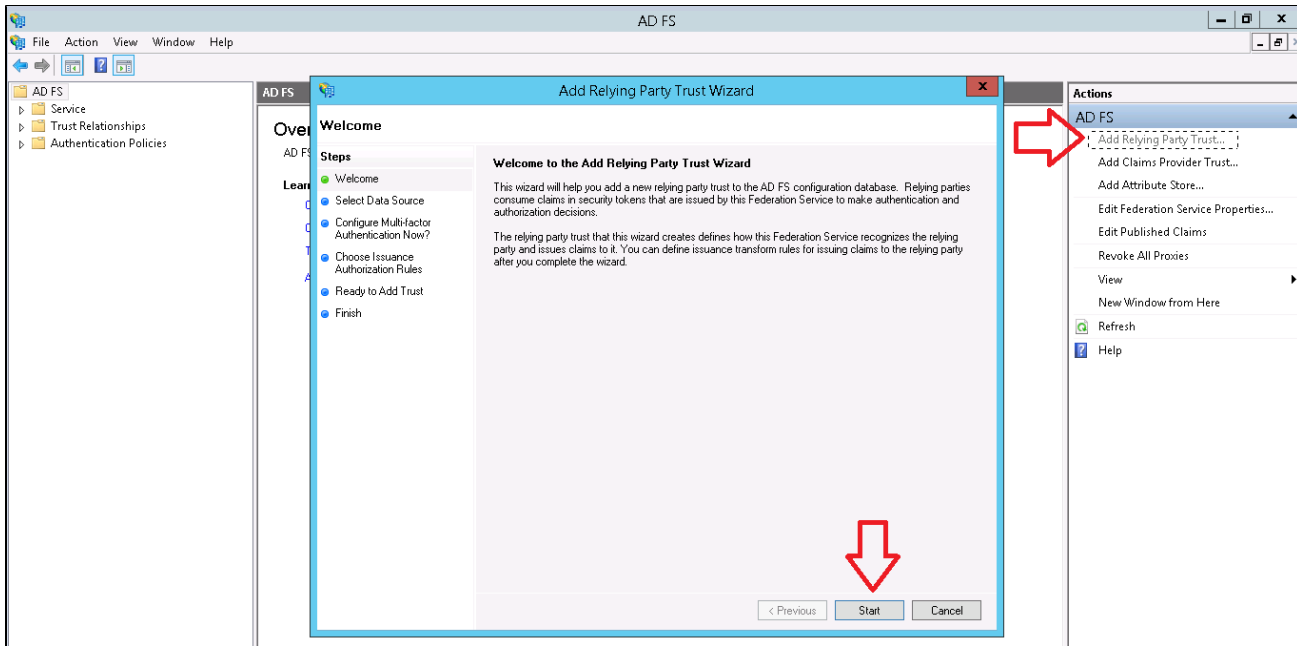 AD FS
File Action View Window Help
AD FS
Service
Trust Relationships
Authentication Policies
AD FS
Add Relying Party Trust Wizard
Welcome
Steps
Welcome
Select Data Source
Configure Multi-factor
Authentication Now?
Choose Issuance
Authorization Rules
Ready to Add Trust
Finish
Welcome to the Add Relying Party Trust Wizard
This wizard will help you add a new relying party trust to the AD FS configuration database. Relying parties
consume claims in security tokens that are issued by this Federation Service to make authentication and
authorization decisions.
The relying party trust that this wizard creates defines how this Federation Service recognizes the relying
party and issues claims to it. You can define issuance transform rules for issuing claims to the relying party
after you complete the wizard.
< Previous Start Cancel
Actions
AD FS
Add Relying Party Trust...
Add Claims Provider Trust...
Add Attribute Store...
Edit Federation Service Properties...
Edit Published Claims
Revoke All Proxies
View
New Window from Here
Refresh
Help